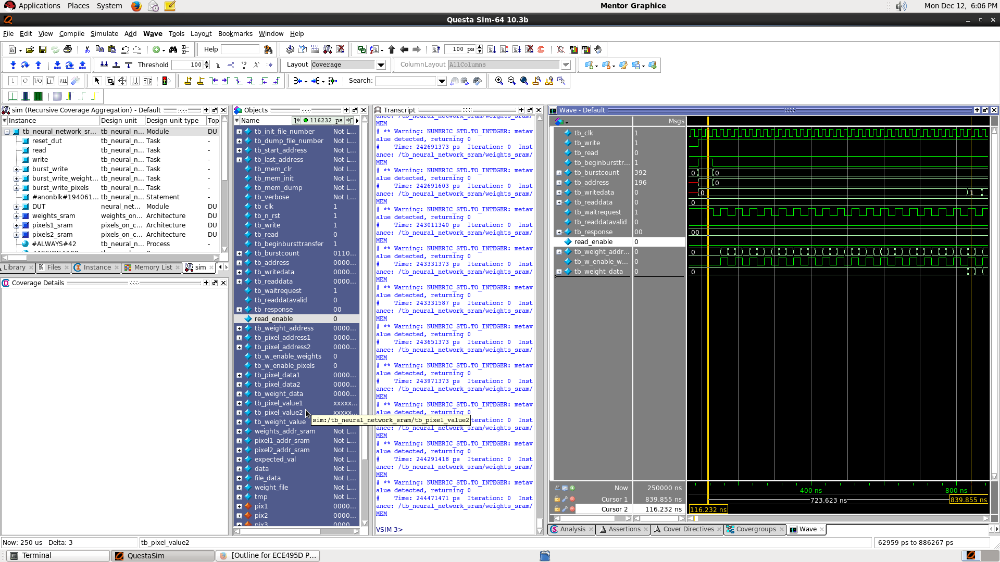 Applications Places System Mentor Graphice Mon Dec 12, 6:06 PM
Questa Sim-64 10.3b
File Edit View Compile Simulate Add Wave Tools Layout Bookmarks Window Help
Help 100 ps
Threshold 100 Layout Coverage ColumnLayout AllColumns
Search:
sim (Recursive Coverage Aggregation) - Default
Instance Design unit Design unit type Top
tb_neural_network_sr... tb_neural_n... Module DU
reset_dut tb_neural_n... Task -
read tb_neural_n... Task -
write tb_neural_n... Task -
burst_write tb_neural_n... Task -
burst_write_weight... tb_neural_n... Task -
burst_write_pixels tb_neural_n... Task -
#anonblk#194061... tb_neural_n... Statement -
DUT neural_net... Module DU
weights_sram weights_on... Architecture DU
pixels1_sram pixels_on_c... Architecture DU
pixels2_sram pixels_on_c... Architecture DU
#ALWAYS#42 tb_neural_n... Process -
Library Files Instance Memory List sim
Coverage Details
Objects
Name 116232 ps
tb_init_file_number Not L...
tb_dump_file_number Not L...
tb_start_address Not L...
tb_last_address Not L...
tb_mem_clr Not L...
tb_mem_init Not L...
tb_mem_dump Not L...
tb_verbose Not L...
tb_clk 1
tb_n_rst 1
tb_write 1
tb_read 0
tb_beginbursttransfer 1
tb_burstcount 0110...
tb_address 0000...
tb_writedata 0000...
tb_readdata 0000...
tb_waitrequest 1
tb_readdatavalid 0
tb_response 00
read_enable 0
tb_weight_address 0000...
tb_pixel_address1 0000...
tb_pixel_address2 0000...
tb_w_enable_weights 0
tb_w_enable_pixels 0
tb_pixel_data1 0000...
tb_pixel_data2 0000...
tb_weight_data 0000...
tb_pixel_value1 xxxxx...
tb_pixel_value2 xxxxx...
tb_weight_value
weights_addr_sram Not L...
pixel1_addr_sram Not L...
pixel2_addr_sram Not L...
expected_val Not L...
data Not L...
file_data Not L...
weight_file Not L...
tmp Not L...
pix1 0000...
pix2 0000...
pix3 0000...
sim:/tb_neural_network_sram/tb_pixel_value2
Transcript
MEM
# ** Warning: NUMERIC_STD.TO_INTEGER: metav
alue detected, returning 0
#    Time: 242691373 ps  Iteration: 0  Inst
ance: /tb_neural_network_sram/weights_sram/
MEM
# ** Warning: NUMERIC_STD.TO_INTEGER: metav
alue detected, returning 0
#    Time: 242691603 ps  Iteration: 0  Inst
ance: /tb_neural_network_sram/weights_sram/
MEM
# ** Warning: NUMERIC_STD.TO_INTEGER: metav
alue detected, returning 0
#    Time: 243011340 ps  Iteration: 0  Inst
ance: /tb_neural_network_sram/weights_sram/
MEM
# ** Warning: NUMERIC_STD.TO_INTEGER: metav
alue detected, returning 0
#    Time: 243331373 ps  Iteration: 0  Inst
ance: /tb_neural_network_sram/weights_sram/
MEM
# ** Warning: NUMERIC_STD.TO_INTEGER: metav
alue detected, returning 0
#    Time: 243331587 ps  Iteration: 0  Inst
ance: /tb_neural_network_sram/weights_sram/
MEM
# ** Warning: NUMERIC_STD.TO_INTEGER: metav
alue detected, returning 0
#    Time: 243651373 ps  Iteration: 0  Inst
ance: /tb_neural_network_sram/weights_sram/
MEM
# ** Warning: NUMERIC_STD.TO_INTEGER: metav
alue detected, returning 0
#    Time: 243971373 ps  Iteration: 0  Inst
ance: /tb_neural_network_sram/weights_sram/
MEM
# ** Warning: NUMERIC_STD.TO_INTEGER: metav
alue detected, returning 0
teration: 0  Inst
ance: /tb_neural_network_sram/weights_sram/
MEM
# ** Warning: NUMERIC_STD.TO_INTEGER: metav
alue detected, returning 0
#    Time: 244291418 ps  Iteration: 0  Inst
ance: /tb_neural_network_sram/weights_sram/
MEM
# ** Warning: NUMERIC_STD.TO_INTEGER: metav
alue detected, returning 0
#    Time: 244471471 ps  Iteration: 0  Inst
ance: /tb_neural_network_sram/weights_sram/
MEM
VSIM 3>
Wave - Default
Msgs
tb_clk 1
tb_write 1
tb_read 0
tb_beginbursttr... 1
tb_burstcount 392 0 0
tb_address 196 0
tb_writedata 0 0 1
tb_readdata 0 0
tb_waitrequest 1
tb_readdatavalid 0
tb_response 00 00
read_enable 0
tb_weight_addr... 0 0
tb_w_enable_w... 0
tb_weight_data 0 0
Now 250000 ns 400 ns 800 ns
Cursor 1 839.855 ns 723.623 ns 839.855 ns
Cursor 2 116.232 ns 116.232 ns
Analysis Assertions Cover Directives Covergroups Wave
Now: 250 us Delta: 3 tb_pixel_value2 62959 ps to 886267 ps
Terminal QuestaSim [Outline for ECE495D P...